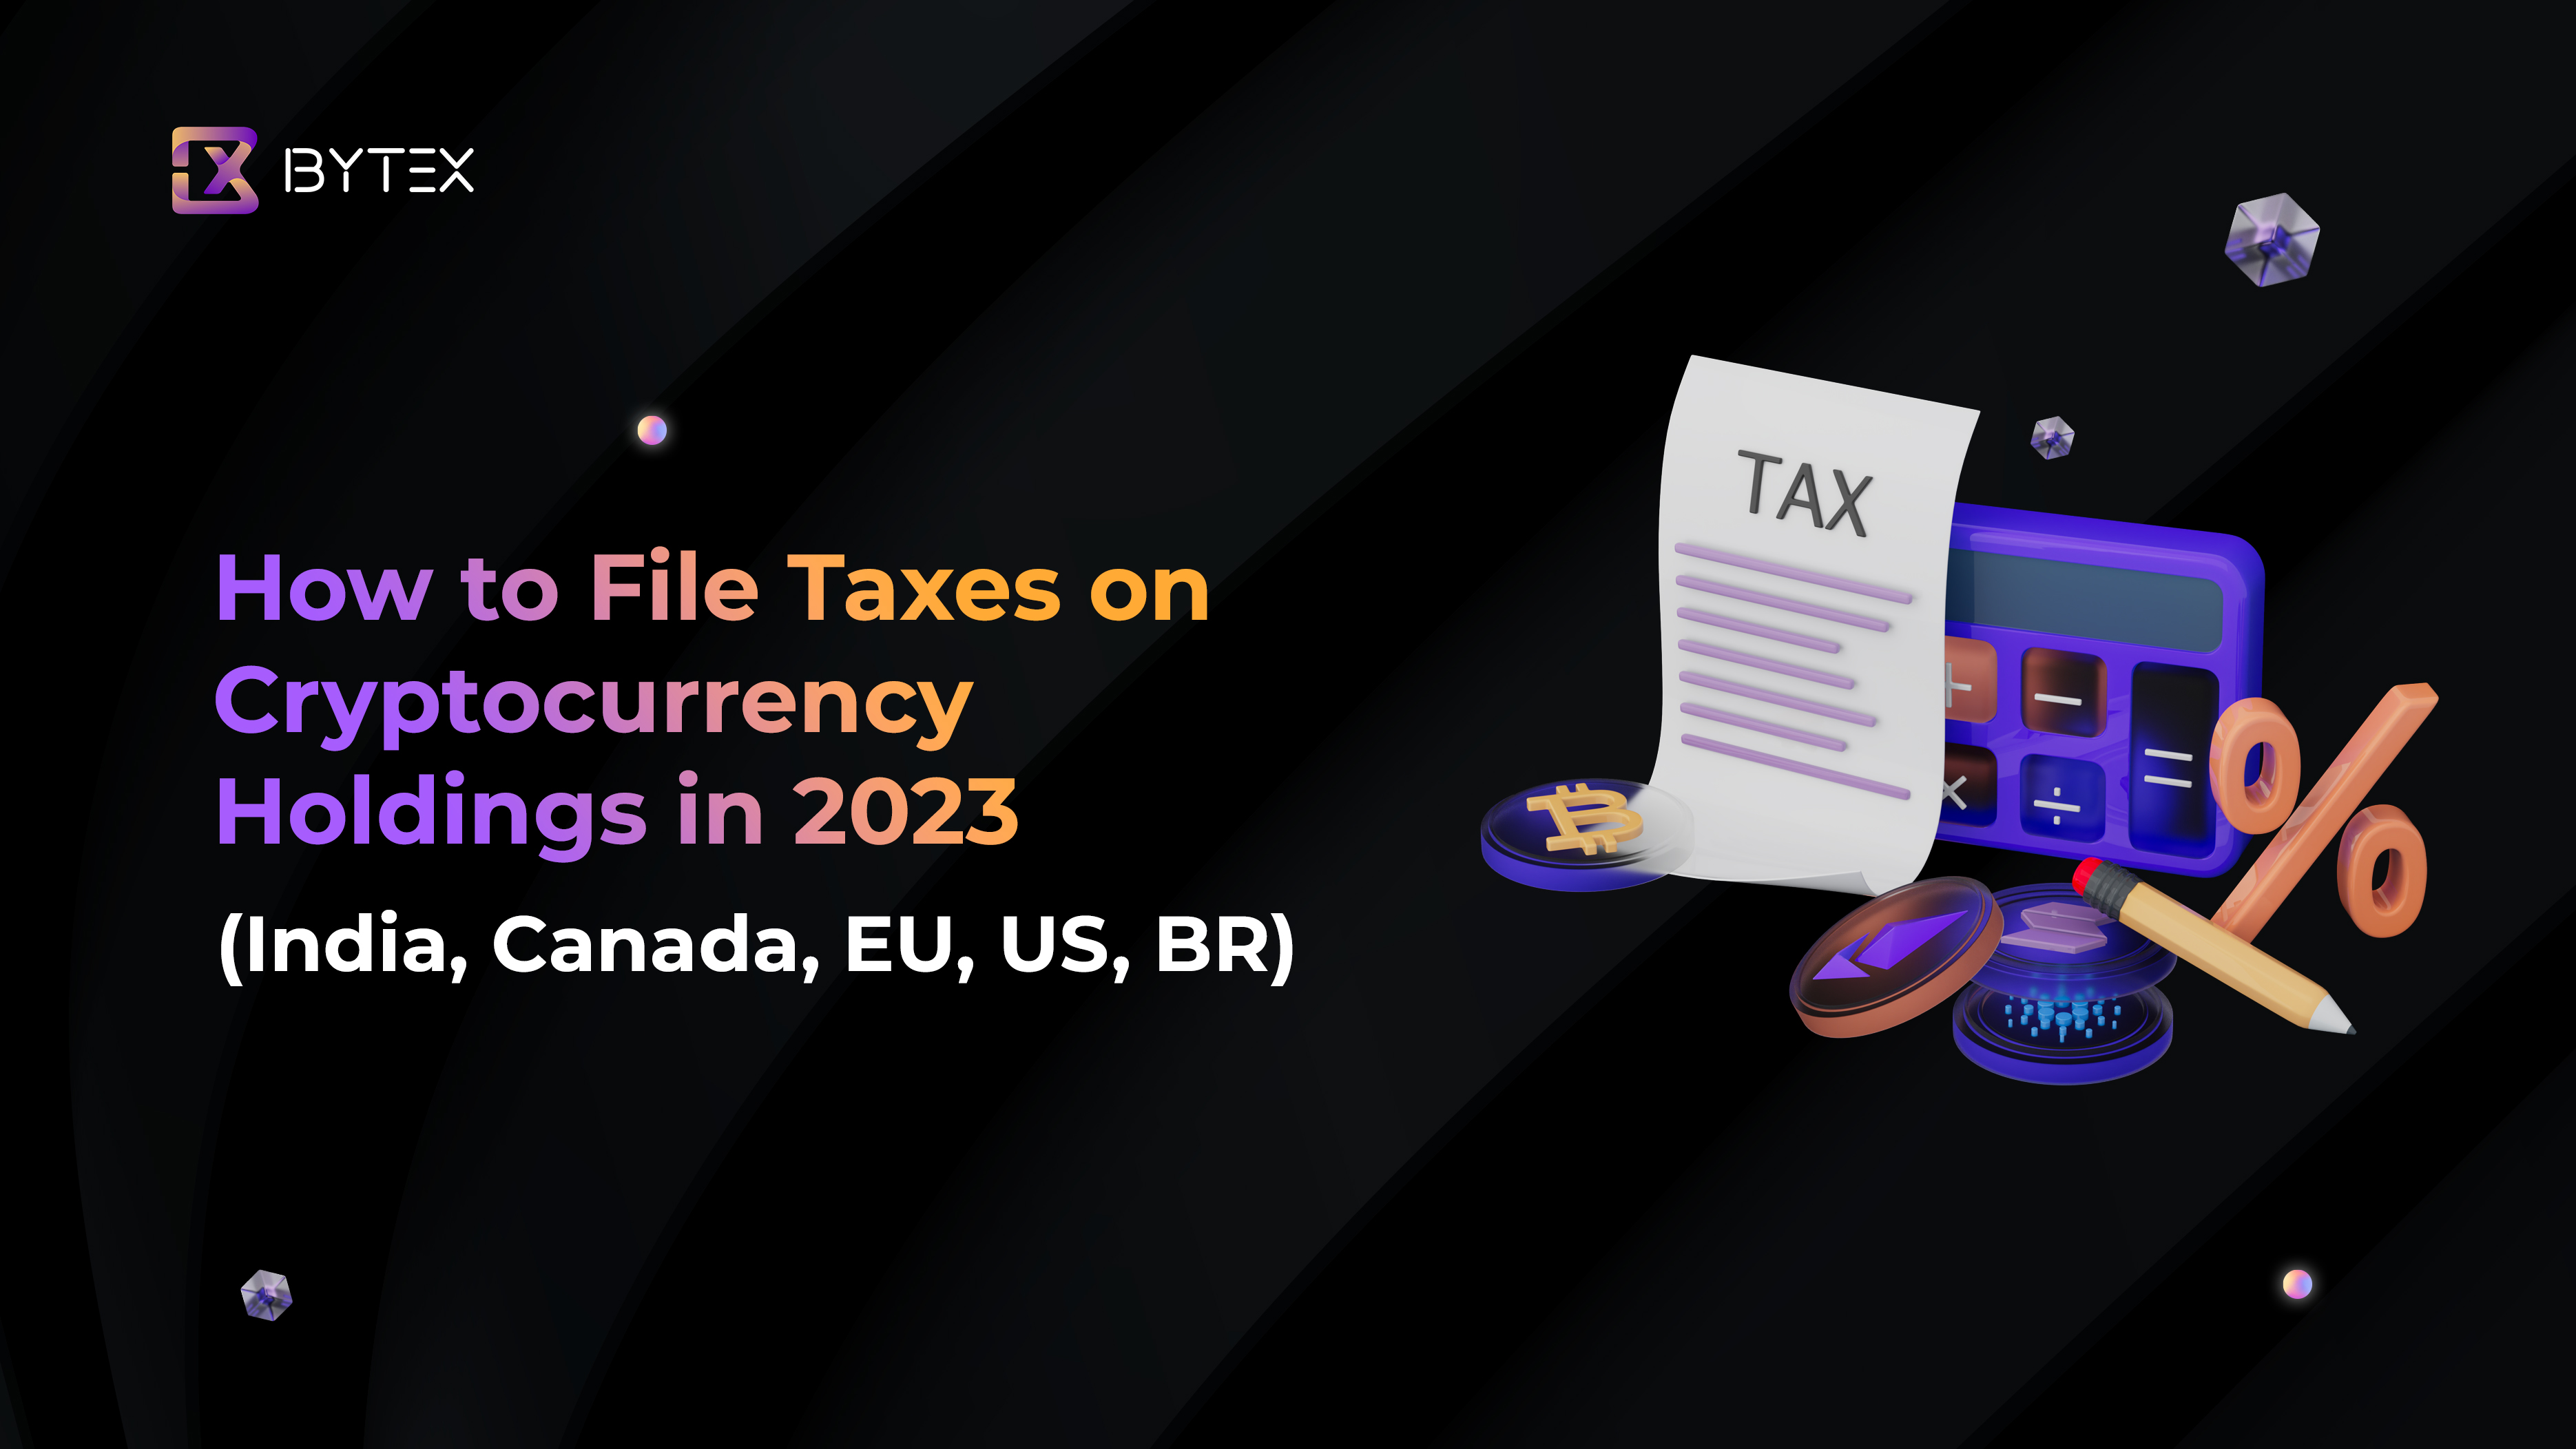 BYTEX
How to File Taxes on
Cryptocurrency
Holdings in 2023
(India, Canada, EU, US, BR)
TAX
+ −
× ÷ =
%